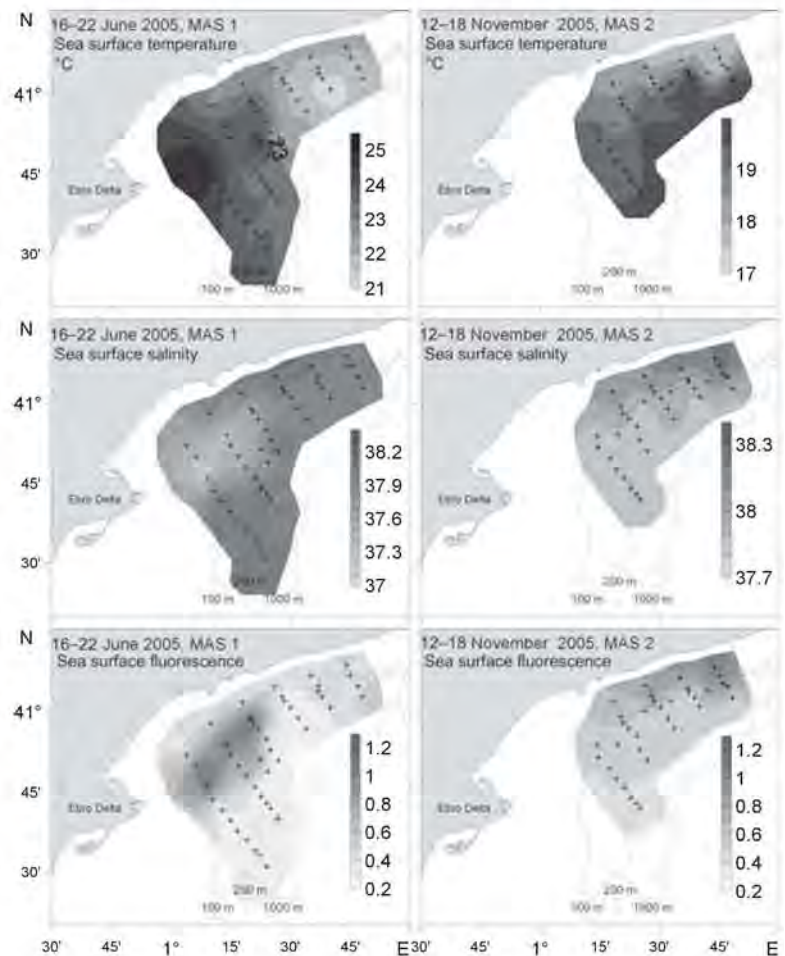 N
16–22 June 2005, MAS 1
Sea surface temperature
°C
41°
45'
30'
Ebro Delta
23
25
24
23
22
21
100 m
1000 m
12–18 November 2005, MAS 2
Sea surface temperature
°C
Ebro Delta
19
18
17
200 m
100 m
1000 m
N
16–22 June 2005, MAS 1
Sea surface salinity
41°
45'
30'
Ebro Delta
38.2
37.9
37.6
37.3
37
100 m
1000 m
12–18 November 2005, MAS 2
Sea surface salinity
Ebro Delta
38.3
38
37.7
200 m
100 m
1000 m
N
16–22 June 2005, MAS 1
Sea surface fluorescence
41°
45'
30'
Ebro Delta
1.2
1
0.8
0.6
0.4
0.2
200 m
100 m
1000 m
12–18 November 2005, MAS 2
Sea surface fluorescence
Ebro Delta
1.2
1
0.8
0.6
0.4
0.2
200 m
100 m
1000 m
30' 45' 1° 15' 30' 45' E
30' 45' 1° 15' 30' 45' E